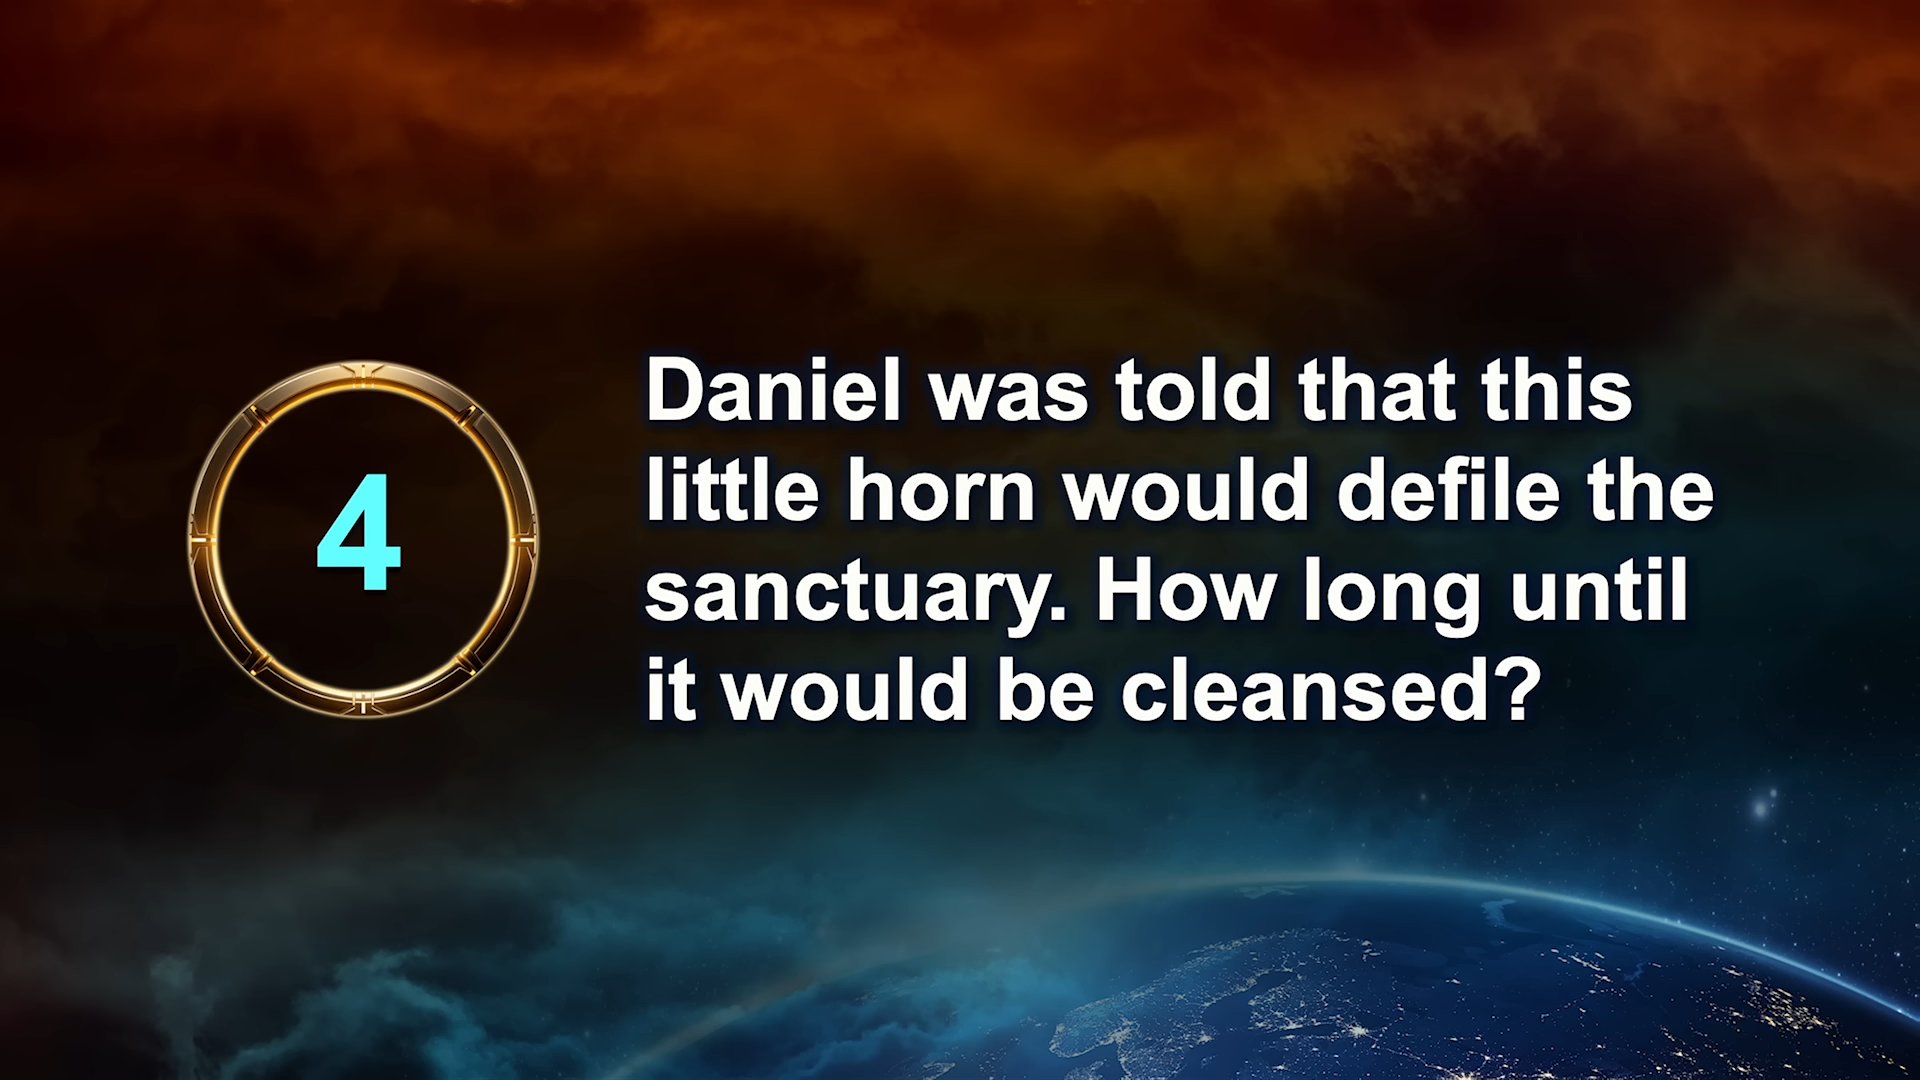 4
Daniel was told that this
little horn would defile the
sanctuary. How long until
it would be cleansed?